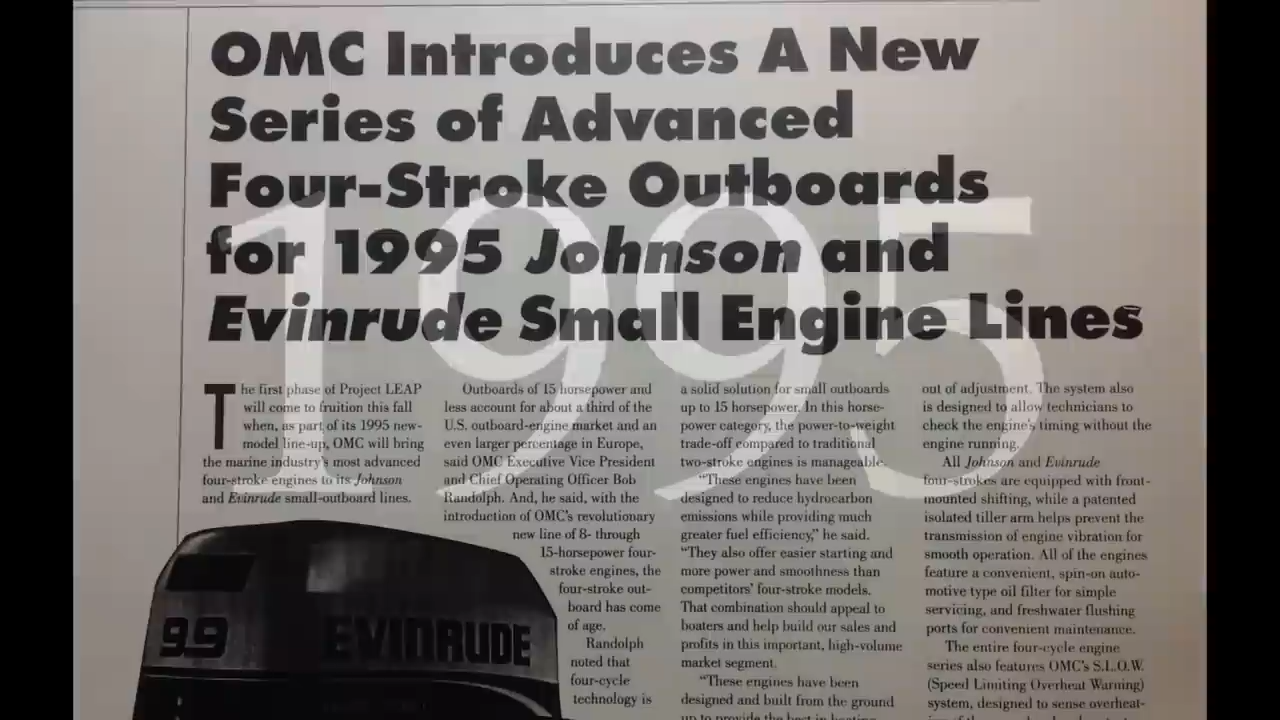 OMC Introduces A New
Series of Advanced
Four-Stroke Outboards
for 1995 Johnson and
Evinrude Small Engine Lines
1995
The first phase of Project LEAP
will come to fruition this fall
when, as part of its 1995 new-
model line-up, OMC will bring
the marine industry's most advanced
four-stroke engines to its Johnson
and Evinrude small-outboard lines.
9.9 EVINRUDE
Outboards of 15 horsepower and
less account for about a third of the
U.S. outboard-engine market and an
even larger percentage in Europe,
said OMC Executive Vice President
and Chief Operating Officer Bob
Randolph. And, he said, with the
introduction of OMC's revolutionary
new line of 8- through
15-horsepower four-
stroke engines, the
four-stroke out-
board has come
of age.
Randolph
noted that
four-cycle
technology is
a solid solution for small outboards
up to 15 horsepower. In this horse-
power category, the power-to-weight
trade-off compared to traditional
two-stroke engines is manageable.
"These engines have been
designed to reduce hydrocarbon
emissions while providing much
greater fuel efficiency," he said.
"They also offer easier starting and
more power and smoothness than
competitors' four-stroke models.
That combination should appeal to
boaters and help build our sales and
profits in this important, high-volume
market segment.
"These engines have been
designed and built from the ground
up to provide the best in
out of adjustment. The system also
is designed to allow technicians to
check the engine's timing without the
engine running.
All Johnson and Evinrude
four-strokes are equipped with front-
mounted shifting, while a patented
isolated tiller arm helps prevent the
transmission of engine vibration for
smooth operation. All of the engines
feature a convenient, spin-on auto-
motive type oil filter for simple
servicing, and freshwater flushing
ports for convenient maintenance.
The entire four-cycle engine
series also features OMC's S.L.O.W.
(Speed Limiting Overheat Warning)
system, designed to sense overheat-